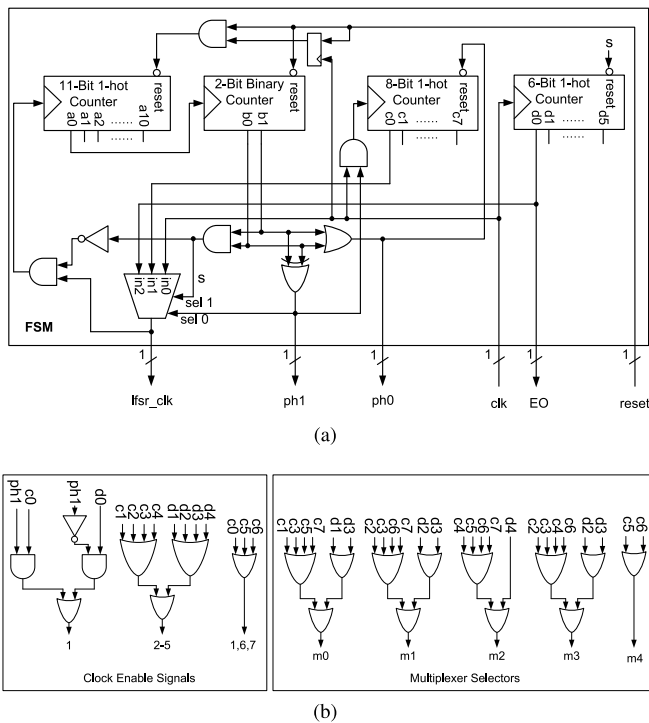 11-Bit 1-hot
Counter
reset
a0
a1
a2
......
a10
2-Bit Binary
Counter
reset
b0
b1
8-Bit 1-hot
Counter
reset
c0
c1
......
c7
s
6-Bit 1-hot
Counter
reset
d0
d1
......
d5
in2
in1
in0
s
sel 1
sel 0
FSM
1
1
1
1
1
1
lfsr_clk
ph1
ph0
clk
EO
reset
(a)
ph1
c0
ph1
d0
c1
c2
c3
c4
d1
d2
d3
d4
c0
c5
c6
1
2-5
1,6,7
Clock Enable Signals
c1
c3
c5
c7
d1
d3
c2
c3
c6
c7
d2
d3
c4
c5
c6
c7
d4
c2
c3
c4
c6
d2
d3
c5
c6
m0
m1
m2
m3
m4
Multiplexer Selectors
(b)